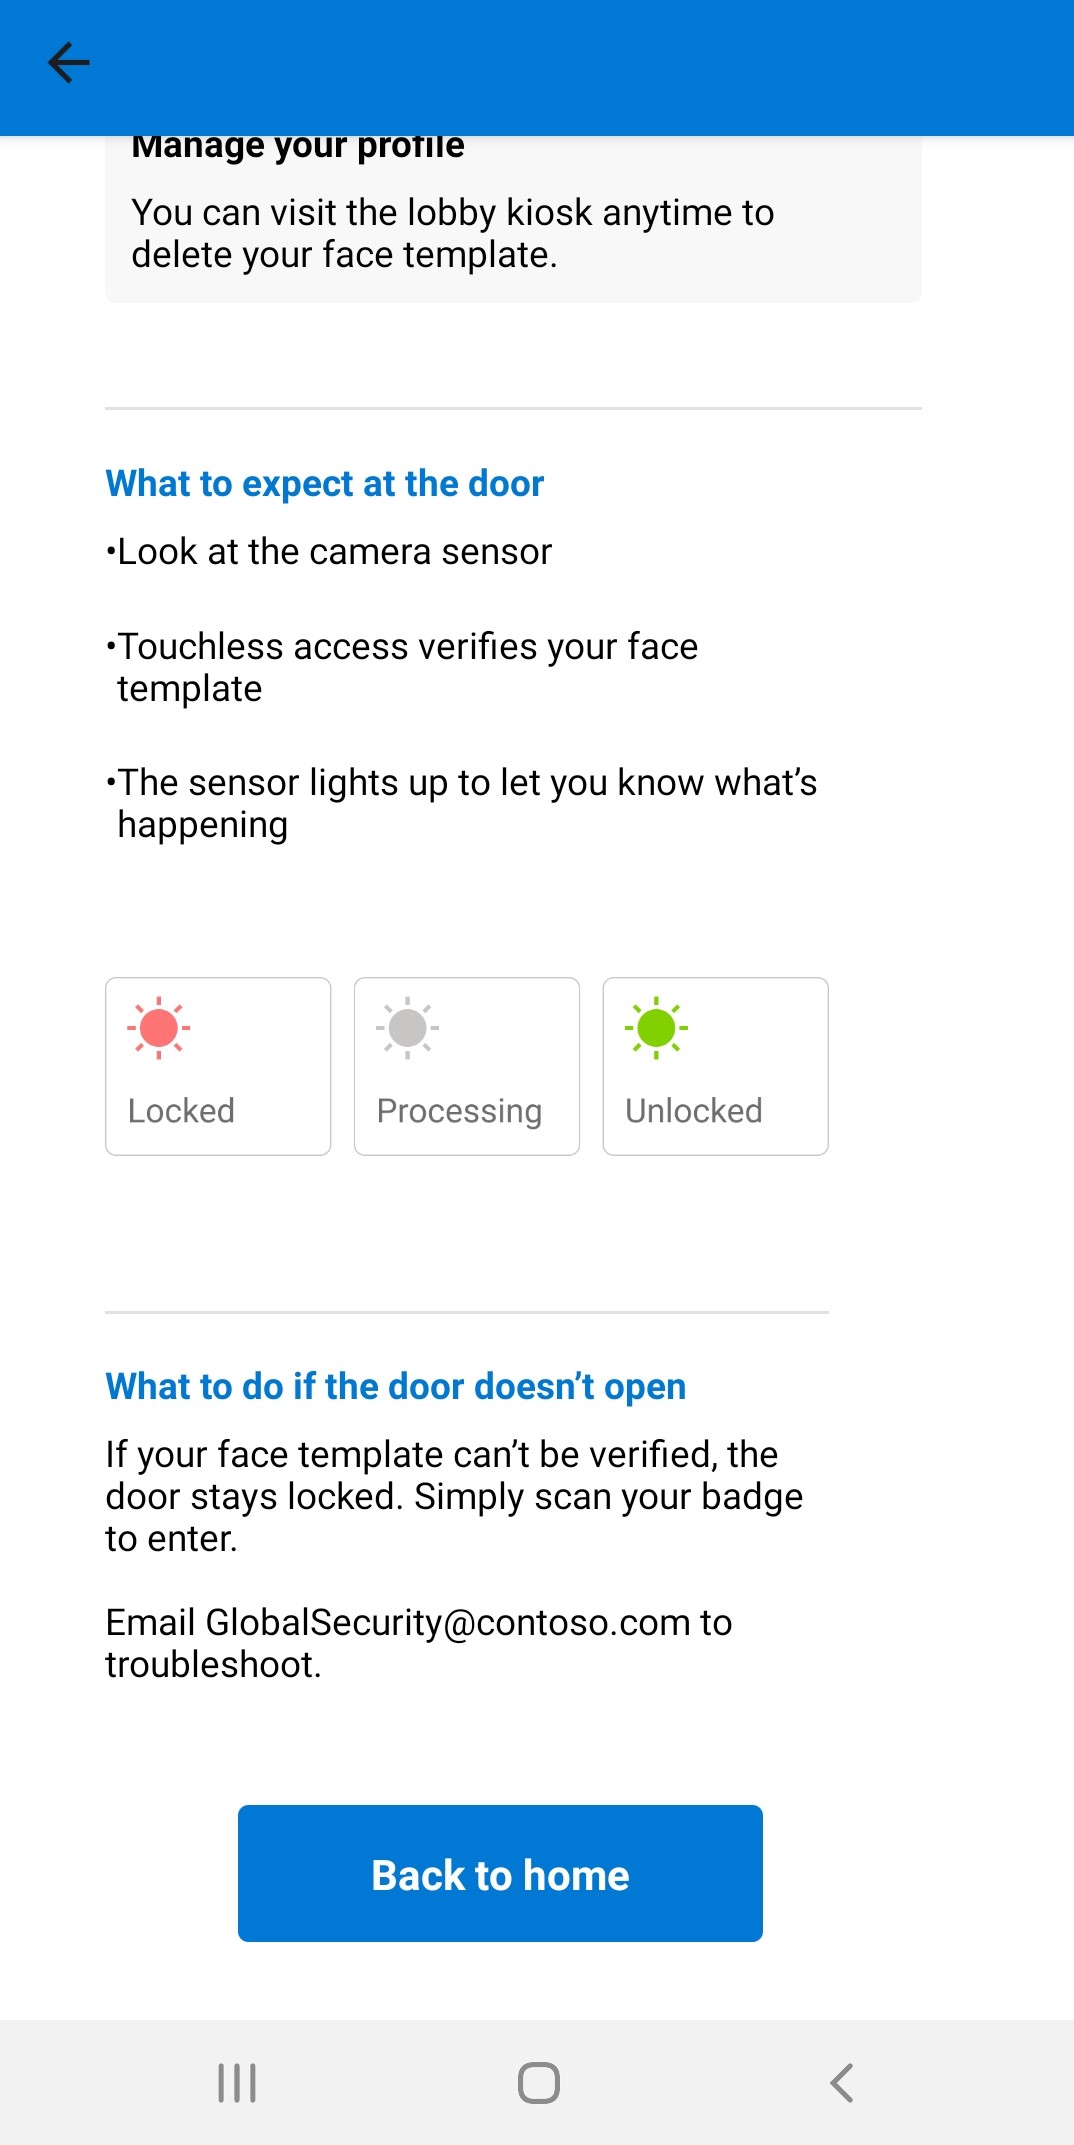 Manage your profile
You can visit the lobby kiosk anytime to
delete your face template.
What to expect at the door
•Look at the camera sensor
•Touchless access verifies your face
template
•The sensor lights up to let you know what’s
happening
Locked
Processing
Unlocked
What to do if the door doesn’t open
If your face template can’t be verified, the
door stays locked. Simply scan your badge
to enter.
Email GlobalSecurity@contoso.com to
troubleshoot.
Back to home